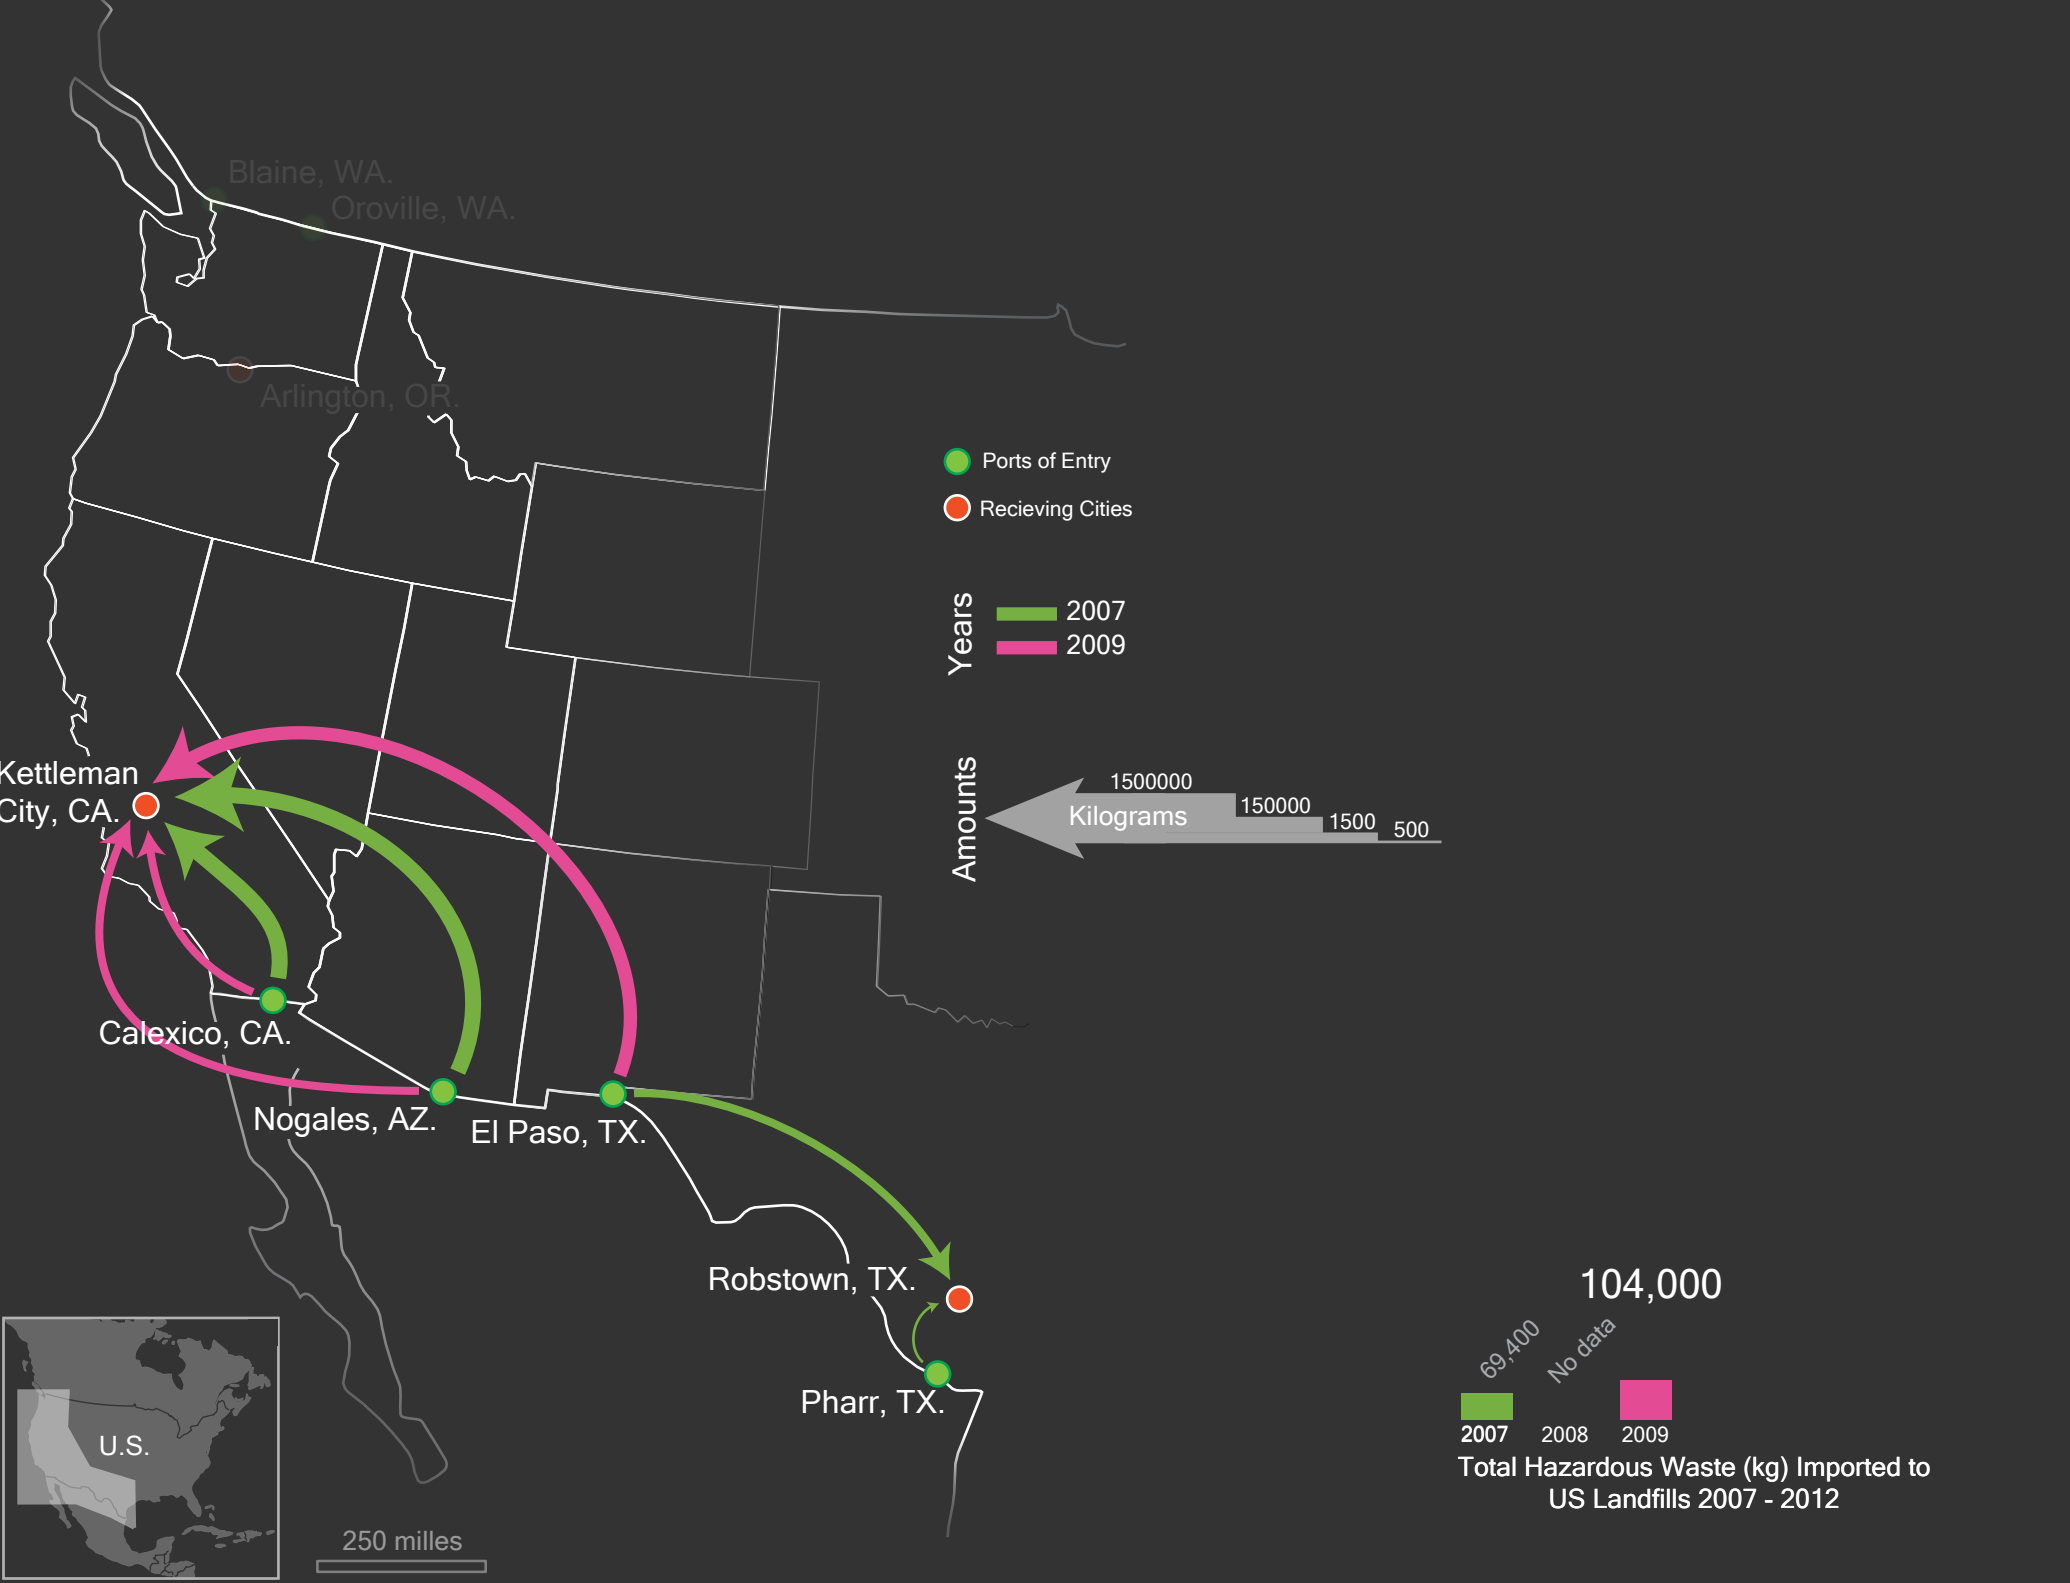 Blaine, WA.
Oroville, WA.
Arlington, OR.
Ports of Entry
Recieving Cities
Years
2007
2009
Kettleman
City, CA.
Amounts
1500000
150000
1500
500
Kilograms
Calexico, CA.
Nogales, AZ.
El Paso, TX.
Robstown, TX.
Pharr, TX.
U.S.
250 milles
104,000
69,400
No data
2007
2008
2009
Total Hazardous Waste (kg) Imported to
US Landfills 2007 - 2012